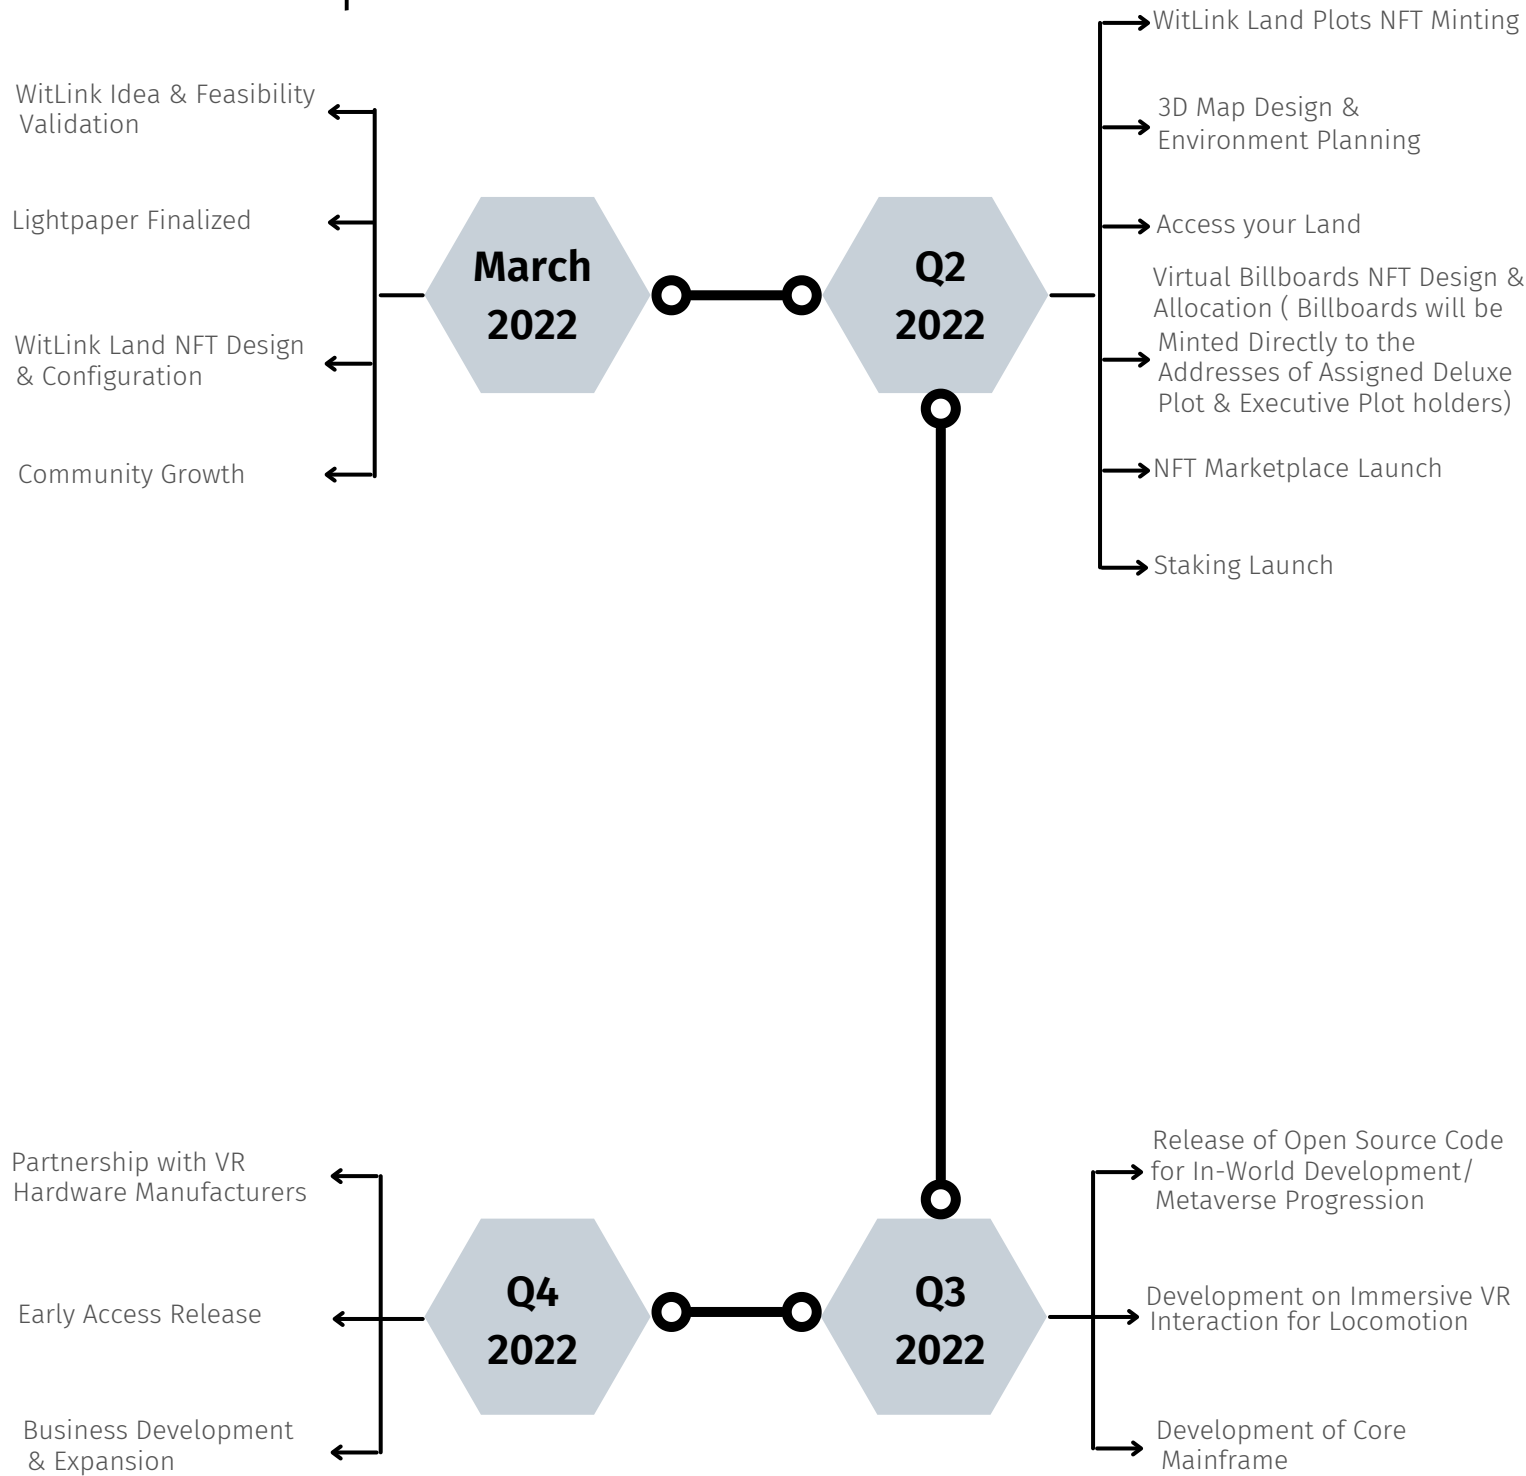 WitLink Idea & Feasibility
Validation
Lightpaper Finalized
WitLink Land NFT Design
& Configuration
Community Growth
March
2022
Q2
2022
WitLink Land Plots NFT Minting
3D Map Design &
Environment Planning
Access your Land
Virtual Billboards NFT Design &
Allocation ( Billboards will be
Minted Directly to the
Addresses of Assigned Deluxe
Plot & Executive Plot holders)
NFT Marketplace Launch
Staking Launch
Partnership with VR
Hardware Manufacturers
Early Access Release
Business Development
& Expansion
Q4
2022
Q3
2022
Release of Open Source Code
for In-World Development/
Metaverse Progression
Development on Immersive VR
Interaction for Locomotion
Development of Core
Mainframe